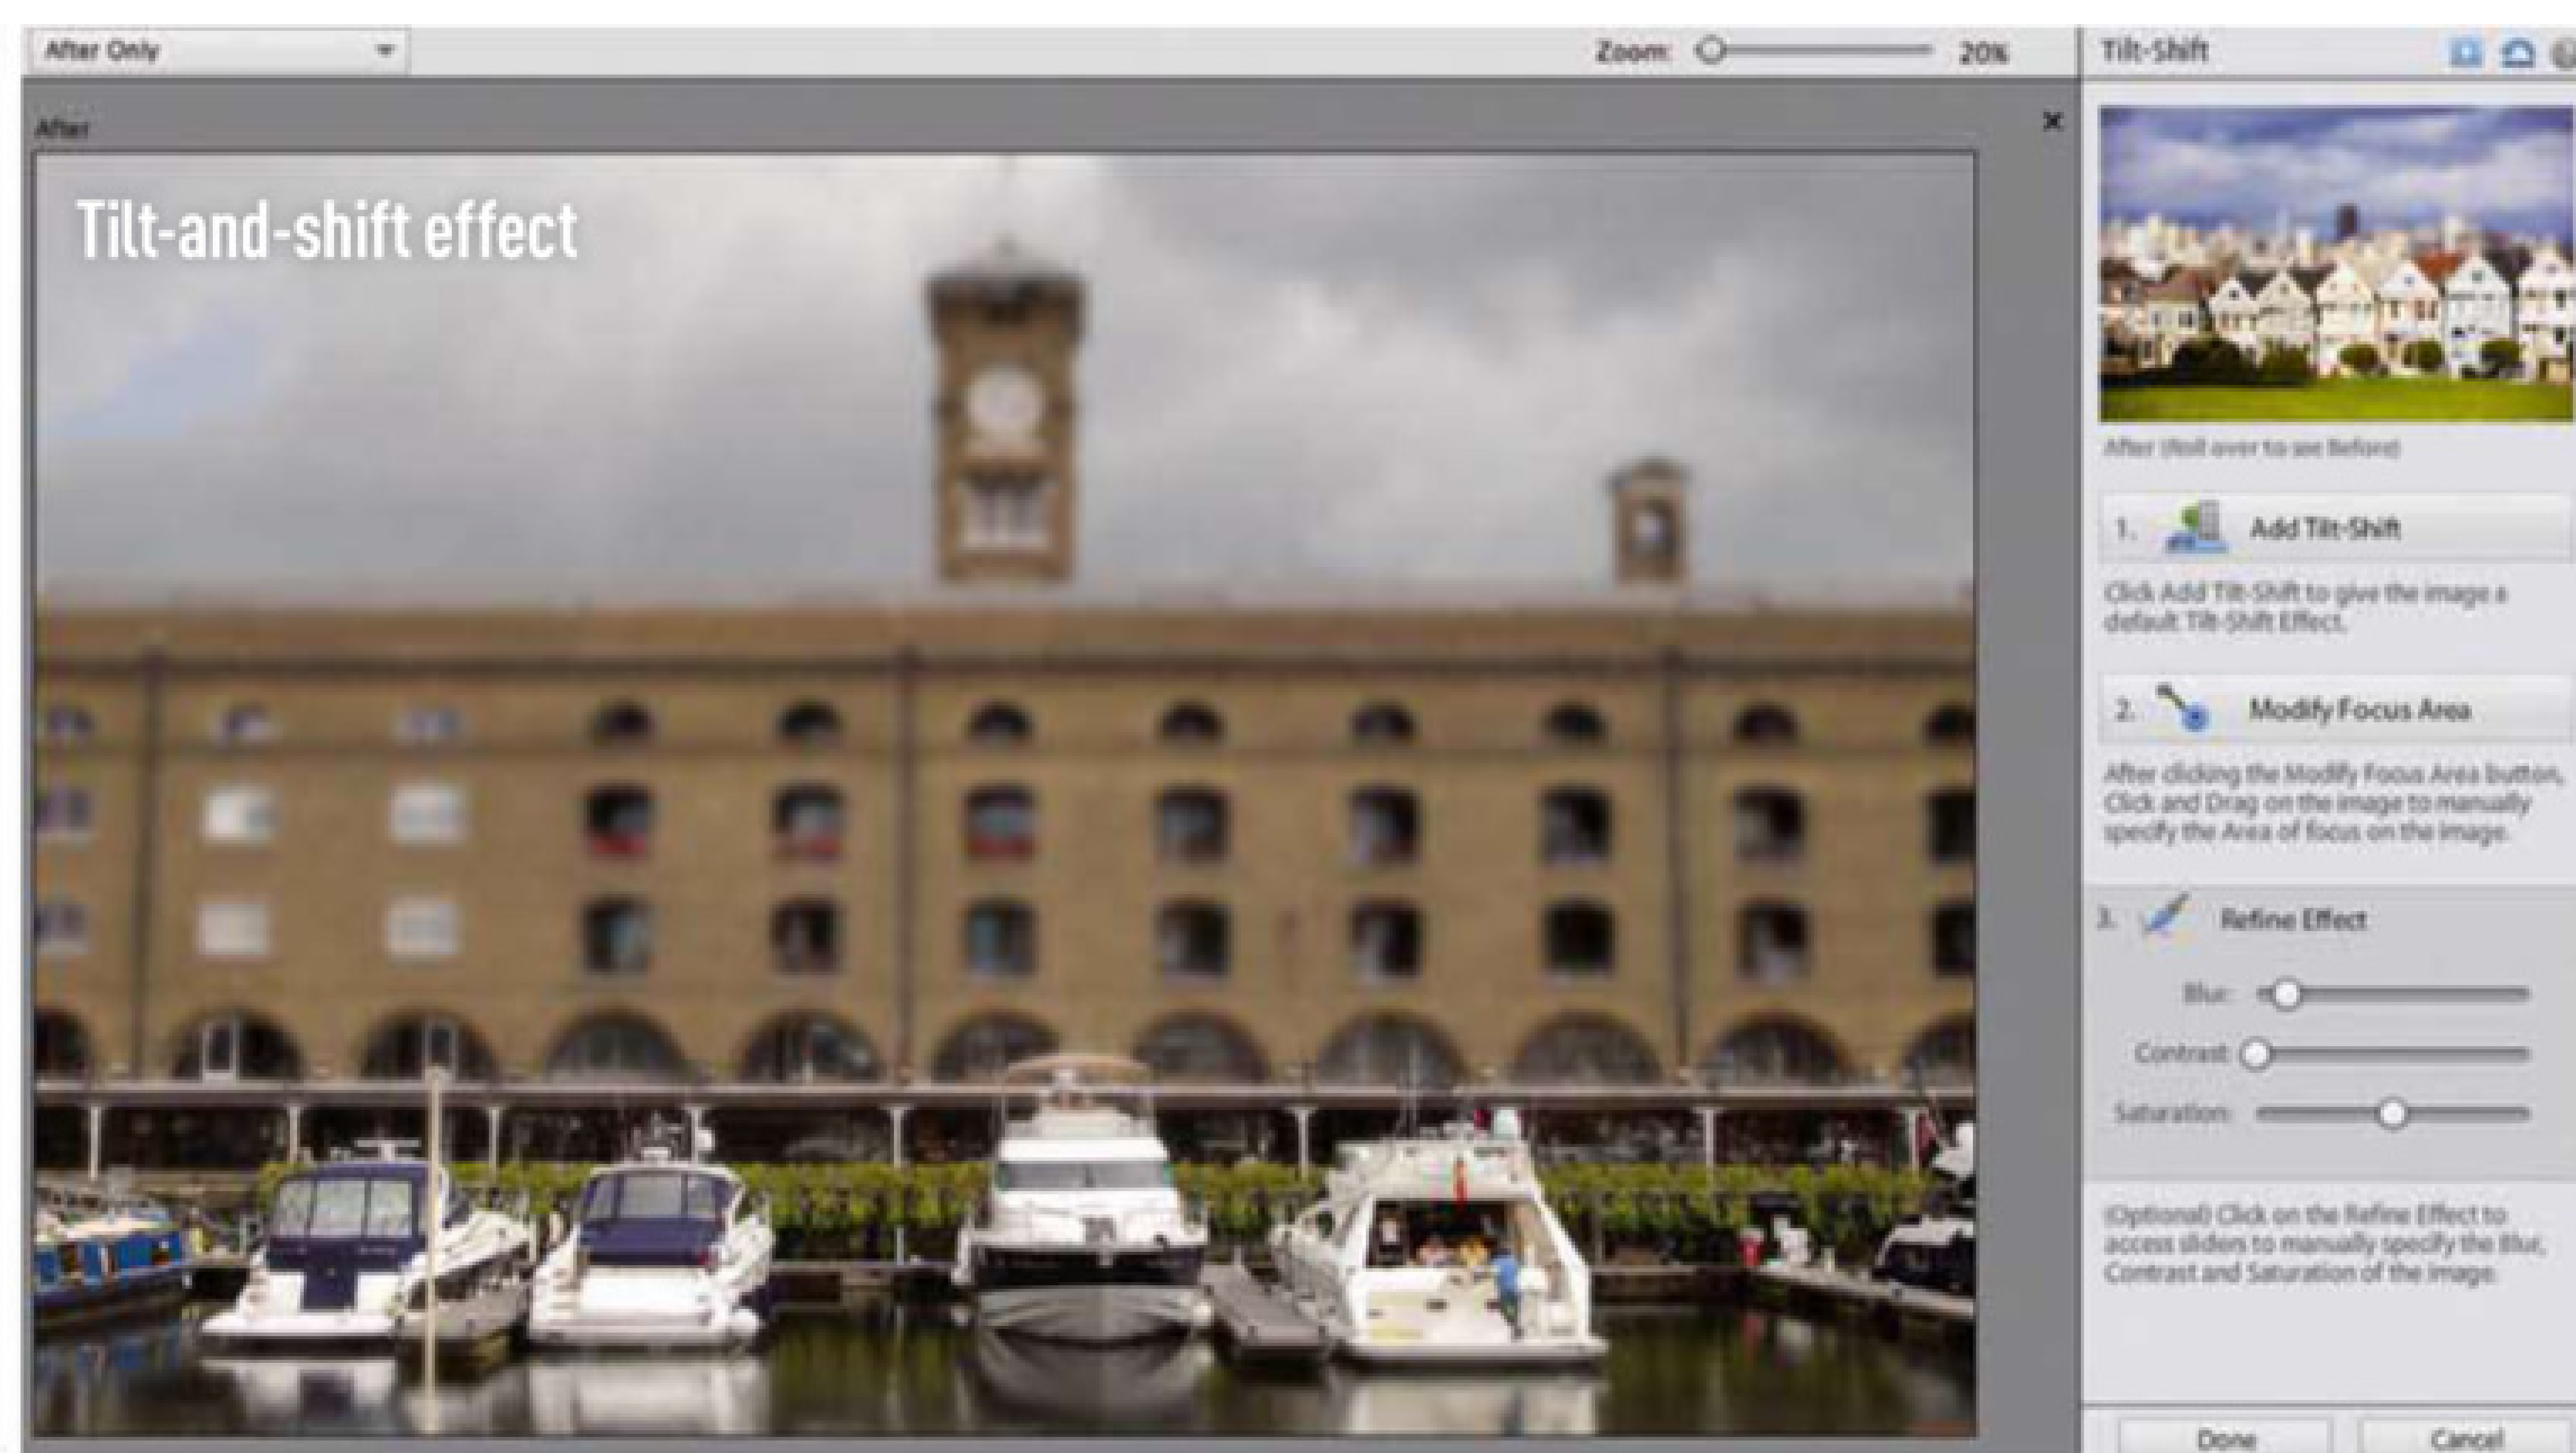 After Only
Zoom:
20%
Tilt-Shift
After
Tilt-and-shift effect
After (Roll over to see Before)
1.
Add Tilt-Shift
Click Add Tilt-Shift to give the image a
default Tilt-Shift Effect.
2.
Modify Focus Area
After clicking the Modify Focus Area button,
Click and Drag on the image to manually
specify the Area of focus on the image.
3.
Refine Effect
Blur:
Contrast:
Saturation:
(Optional) Click on the Refine Effect to
access sliders to manually specify the Blur,
Contrast and Saturation of the image.
Done
Cancel